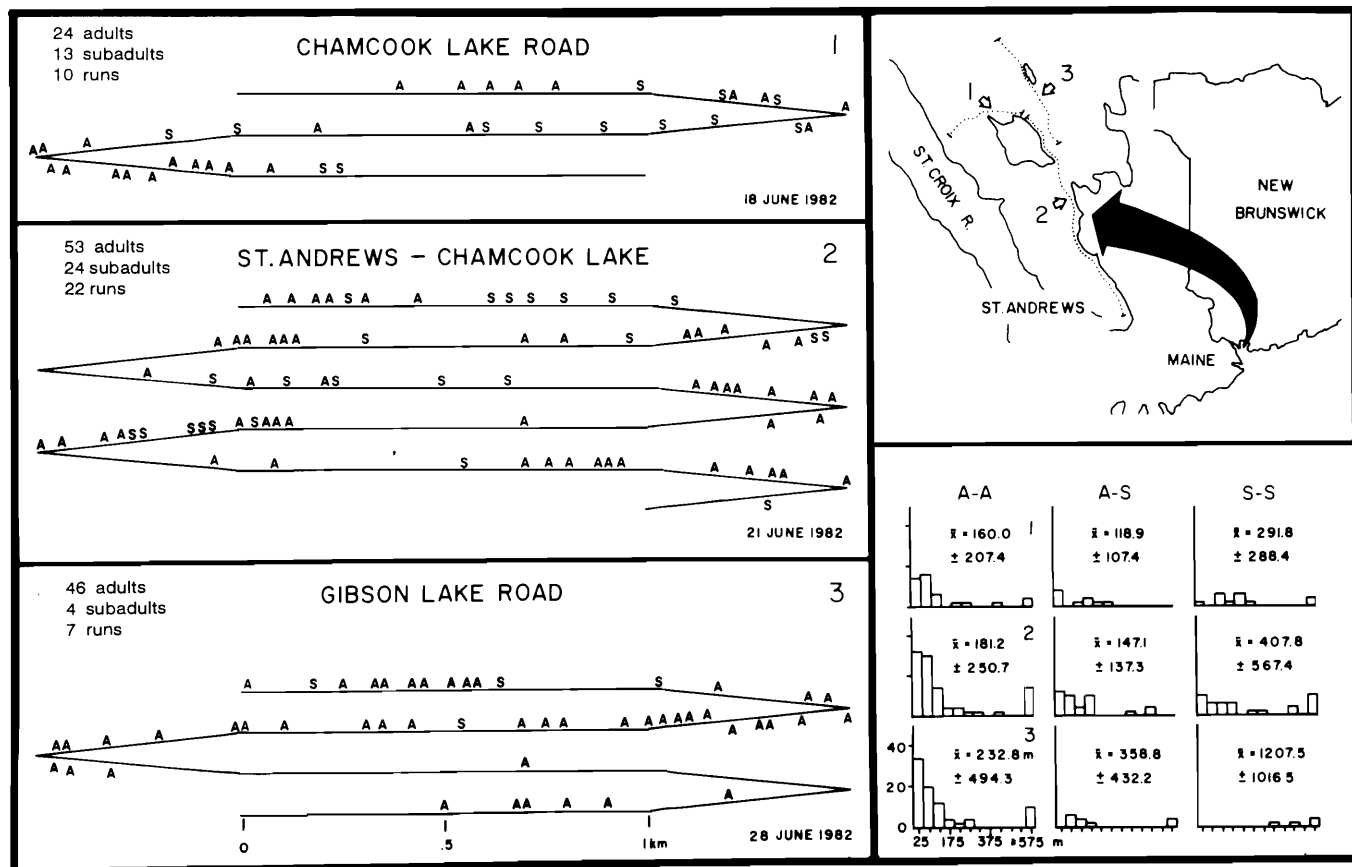 24 adults
13 subadults
10 runs
CHAMCOOK LAKE ROAD
1
A A A A A S SA AS A
AA A S S A AS S S S S SA
A A AA A A AA A A S S
18 JUNE 1982
53 adults
24 subadults
22 runs
ST. ANDREWS – CHAMCOOK LAKE
2
A A AA S A A S S A S S S
A AA AAA S A A S AA A A A SS
A S A S AS S S A AAA A A A
A A A ASS SSS A SAAA A A A
A A S A A A AAA A A AA A
S
21 JUNE 1982
46 adults
4 subadults
7 runs
GIBSON LAKE ROAD
3
A S A AA AA AAA S S A A A
AA A A AA A AA A S A A A A AAAA A A AA A A
A A A A
A AA A A A
0 .5 1 km
28 JUNE 1982
1
3
2
ST. CROIX R.
ST. ANDREWS
NEW
BRUNSWICK
MAINE
A-A A-S S-S
1
x̄ = 160.0
± 207.4
x̄ = 118.9
± 107.4
x̄ = 291.8
± 288.4
2
x̄ = 181.2
± 250.7
x̄ = 147.1
± 137.3
x̄ = 407.8
± 567.4
3
x̄ = 232.8 m
± 494.3
x̄ = 358.8
± 432.2
x̄ = 1207.5
± 1016.5
40
20
0
25 175 375 ≥575 m